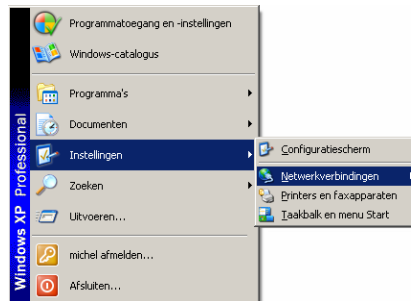 Programmatoegang en -instellingen
Windows-catalogus
Programma's
Documenten
Instellingen
Zoeken
Uitvoeren...
michel afmelden...
Afsluiten...
Windows XP Professional
Configuratiescherm
Netwerkverbindingen
Printers en faxapparaten
Taakbalk en menu Start